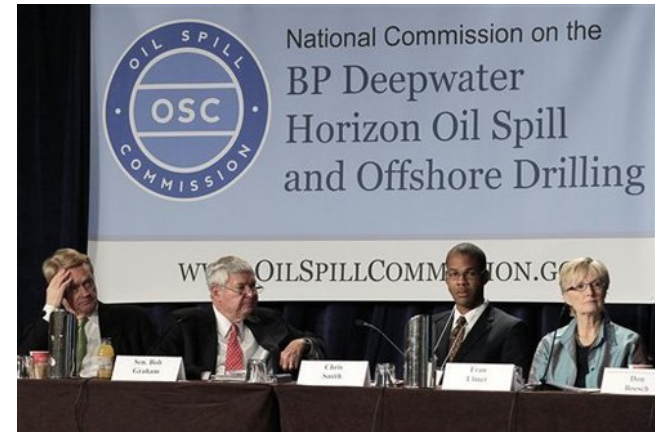 OIL SPILL
OSC
COMMISSION
National Commission on the
BP Deepwater
Horizon Oil Spill
and Offshore Drilling
WWW.OILSPILLCOMMISSION.GO
Sen. Bob
Graham
Chris
Smith
Fran
Ulmer
Don
Boesch